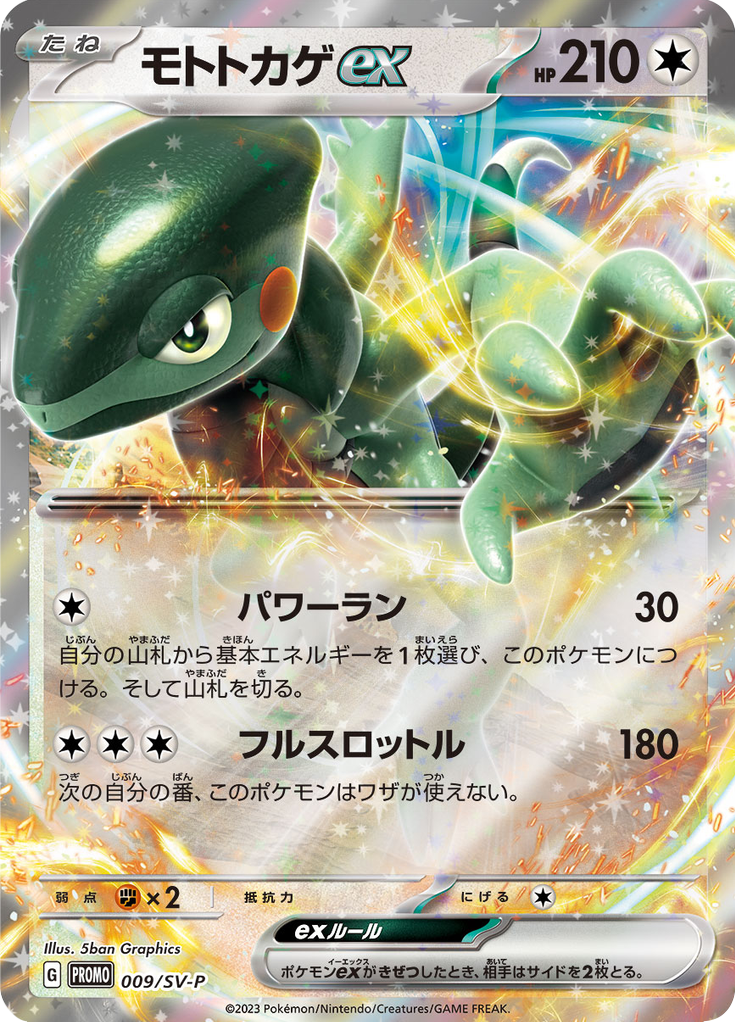 たね
モトトカゲex
HP210
パワーラン 30
自分の山札から基本エネルギーを1枚選び、このポケモンにつ
ける。そして山札を切る。
フルスロットル 180
次の自分の番、このポケモンはワザが使えない。
弱点 ×2 抵抗力 にげる
Illus. 5ban Graphics
exルール
ポケモンexがきぜつしたとき、相手はサイドを2枚とる。
G PROMO 009/SV-P
©2023 Pokémon/Nintendo/Creatures/GAME FREAK.